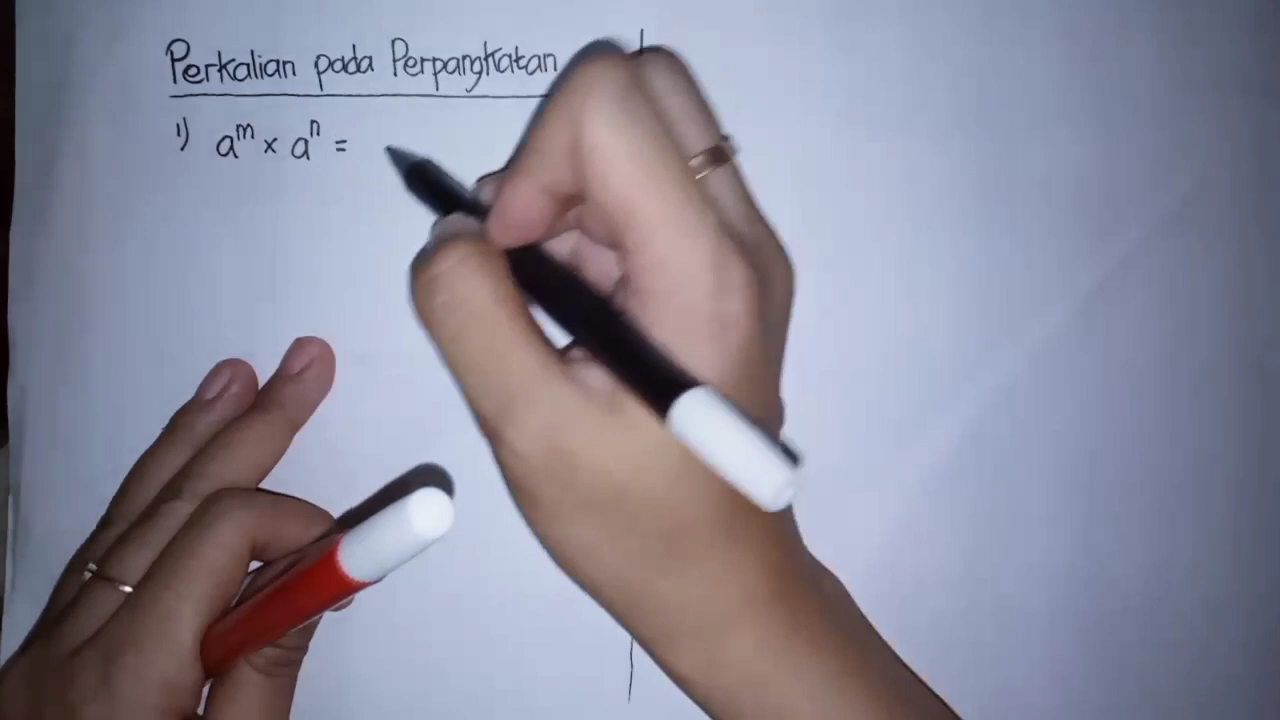 Perkalian pada Perpangkatan
1) aᵐ × aⁿ =